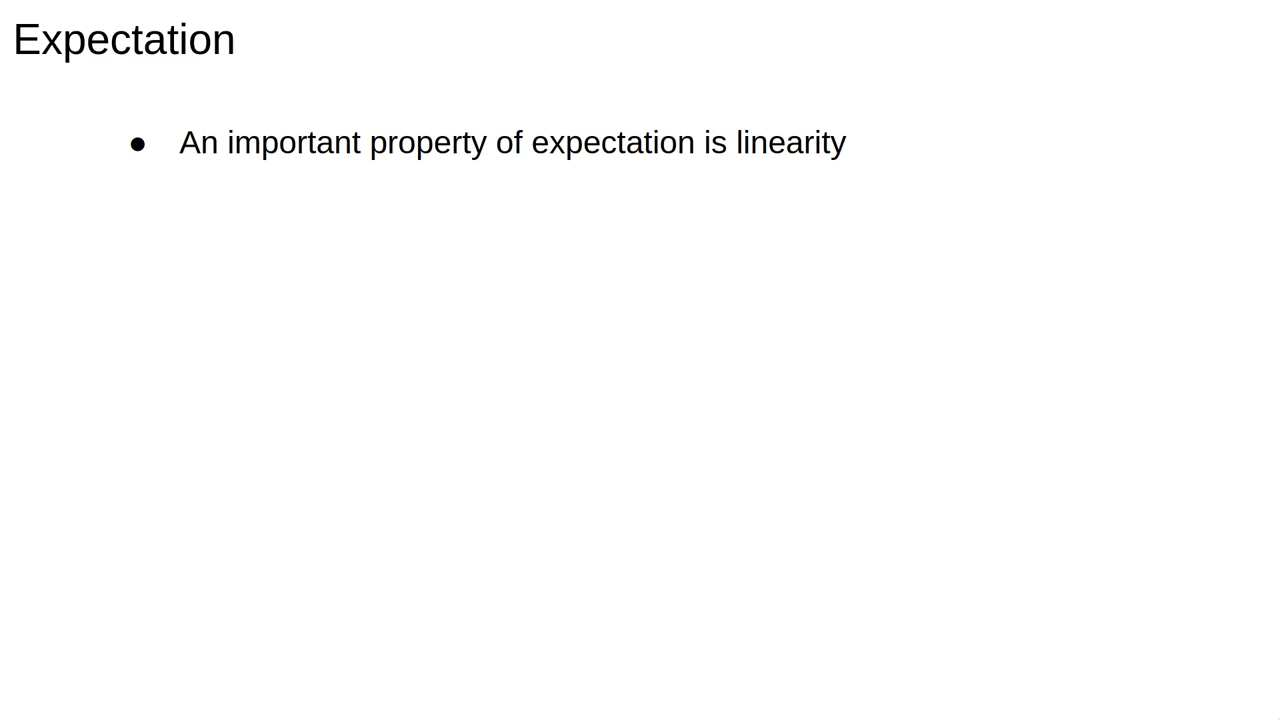 Expectation
● An important property of expectation is linearity